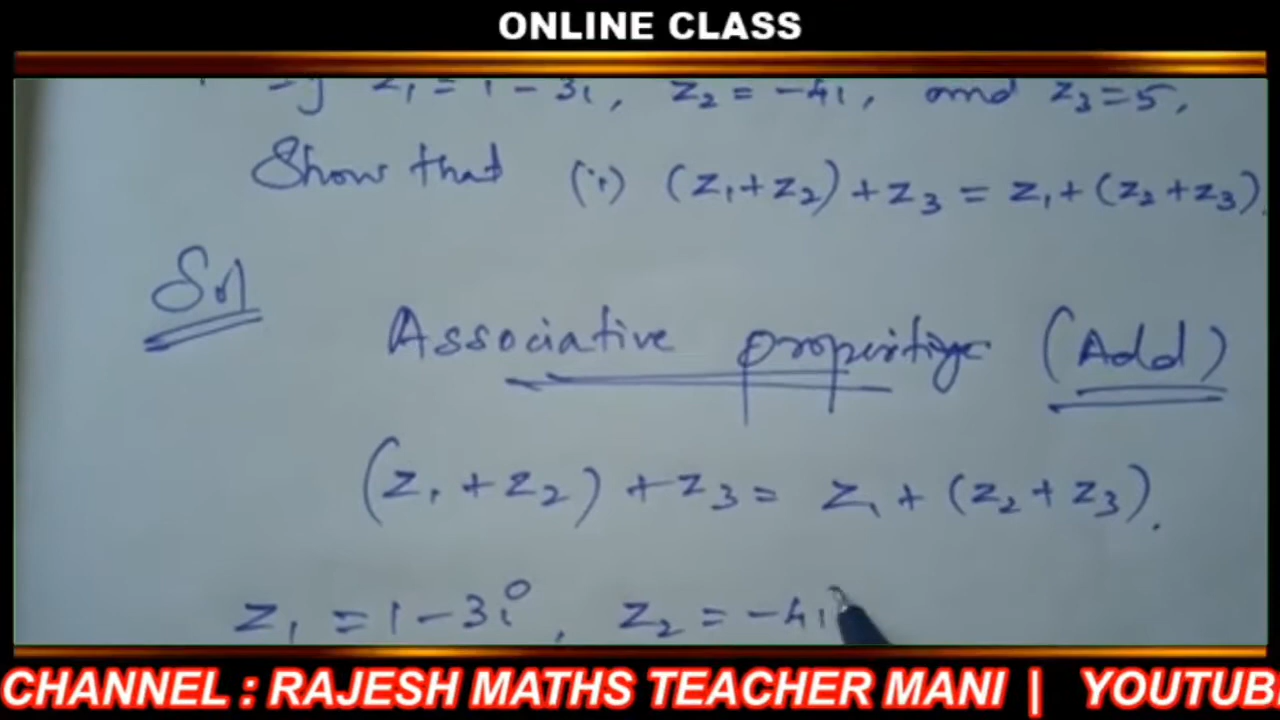 ONLINE CLASS
If z₁ = 1 - 3i, z₂ = -4i, and z₃ = 5,
Show that (i) (z₁ + z₂) + z₃ = z₁ + (z₂ + z₃).
Sol
Associative (Add)
(z₁ + z₂) + z₃ = z₁ + (z₂ + z₃).
z₁ = 1 - 3i, z₂ = -4i
CHANNEL : RAJESH MATHS TEACHER MANI | YOUTUB